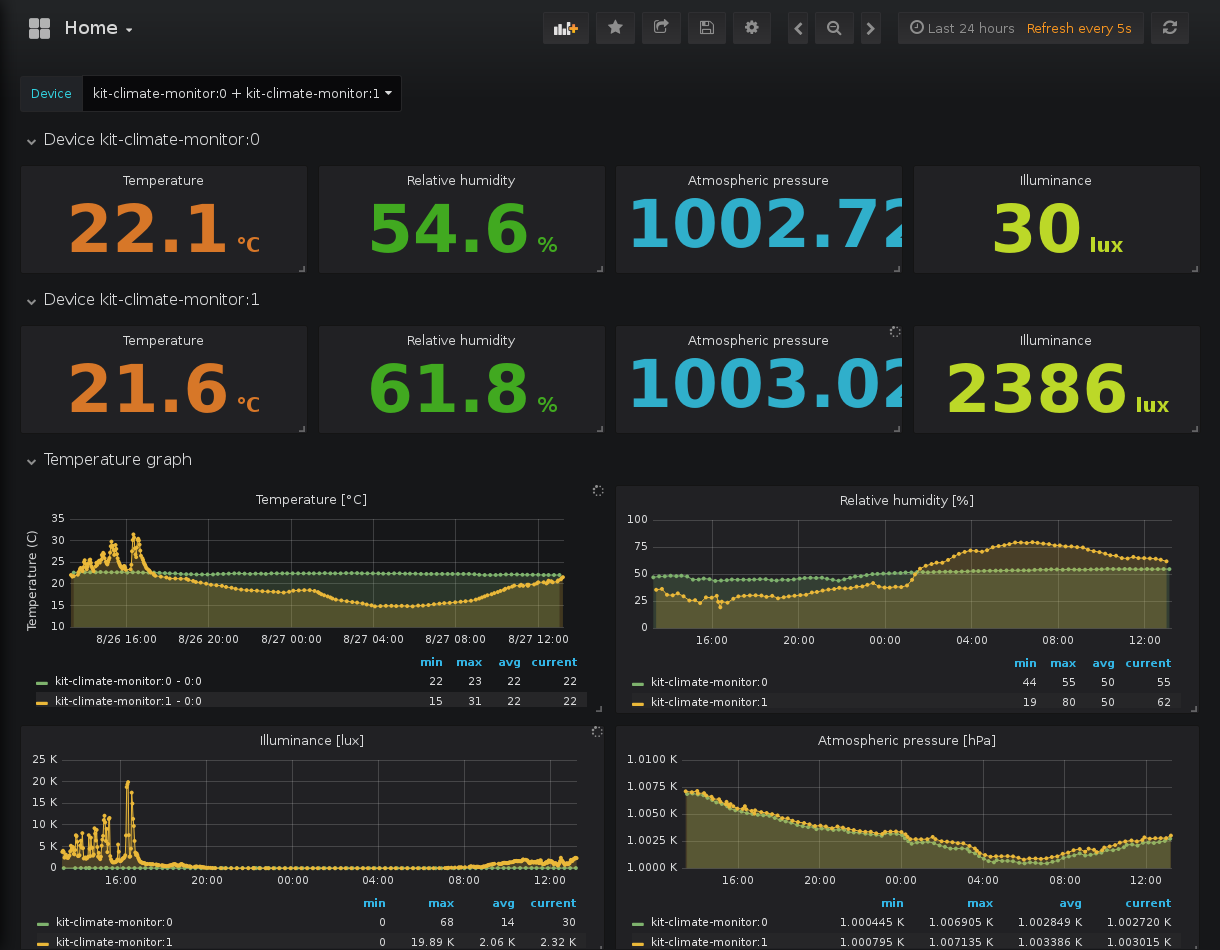 Home
Last 24 hours Refresh every 5s
Device kit-climate-monitor:0 + kit-climate-monitor:1
Device kit-climate-monitor:0
Temperature Relative humidity Atmospheric pressure Illuminance
22.1 °C 54.6 % 1002.72 30 lux
Device kit-climate-monitor:1
Temperature Relative humidity Atmospheric pressure Illuminance
21.6 °C 61.8 % 1003.02 2386 lux
Temperature graph
Temperature [°C]
Temperature (C)
35
30
25
20
15
10
8/26 16:00 8/26 20:00 8/27 00:00 8/27 04:00 8/27 08:00 8/27 12:00
min max avg current
kit-climate-monitor:0 - 0:0 22 23 22 22
kit-climate-monitor:1 - 0:0 15 31 22 22
Relative humidity [%]
100
75
50
25
0
16:00 20:00 00:00 04:00 08:00 12:00
min max avg current
kit-climate-monitor:0 44 55 50 55
kit-climate-monitor:1 19 80 50 62
Illuminance [lux]
25 K
20 K
15 K
10 K
5 K
0
16:00 20:00 00:00 04:00 08:00 12:00
min max avg current
kit-climate-monitor:0 0 68 14 30
kit-climate-monitor:1 0 19.89 K 2.06 K 2.32 K
Atmospheric pressure [hPa]
1.0100 K
1.0075 K
1.0050 K
1.0025 K
1.0000 K
16:00 20:00 00:00 04:00 08:00 12:00
min max avg current
kit-climate-monitor:0 1.000445 K 1.006905 K 1.002849 K 1.002720 K
kit-climate-monitor:1 1.000795 K 1.007135 K 1.003386 K 1.003015 K